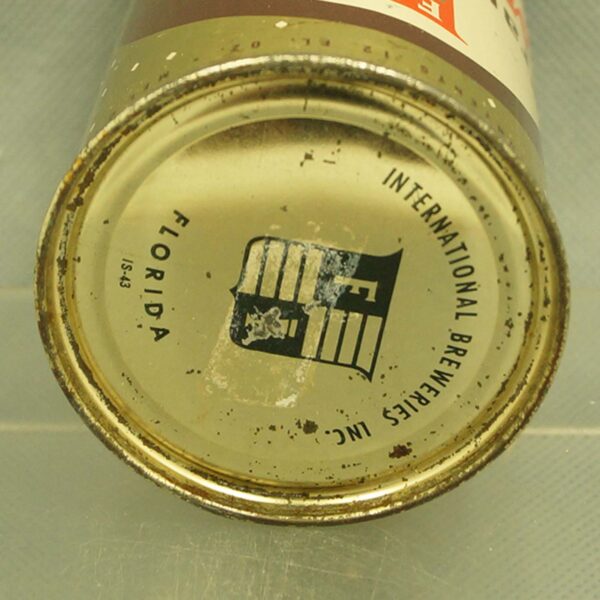 INTERNATIONAL BREWERIES INC.
FLORIDA
IS-43
F